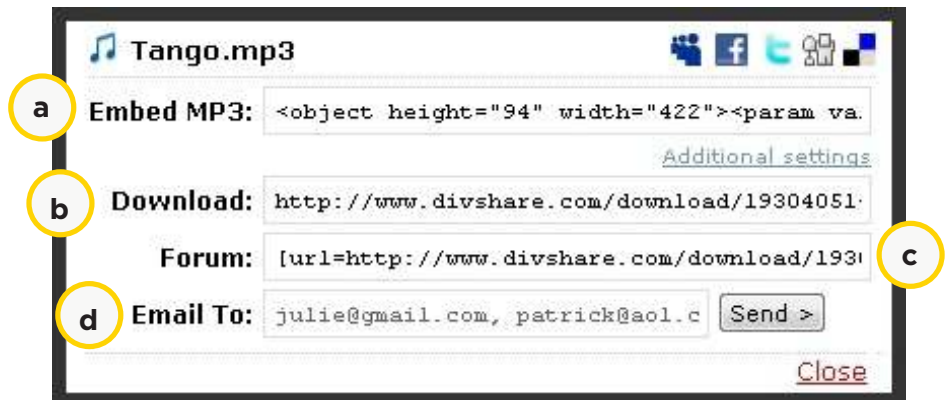 Tango.mp3
a Embed MP3: <object height="94" width="422"><param va.
Additional settings
b Download: http://www.divshare.com/download/19304051-
Forum: [url=http://www.divshare.com/download/193 c
d Email To: julie@gmail.com, patrick@aol.c Send >
Close